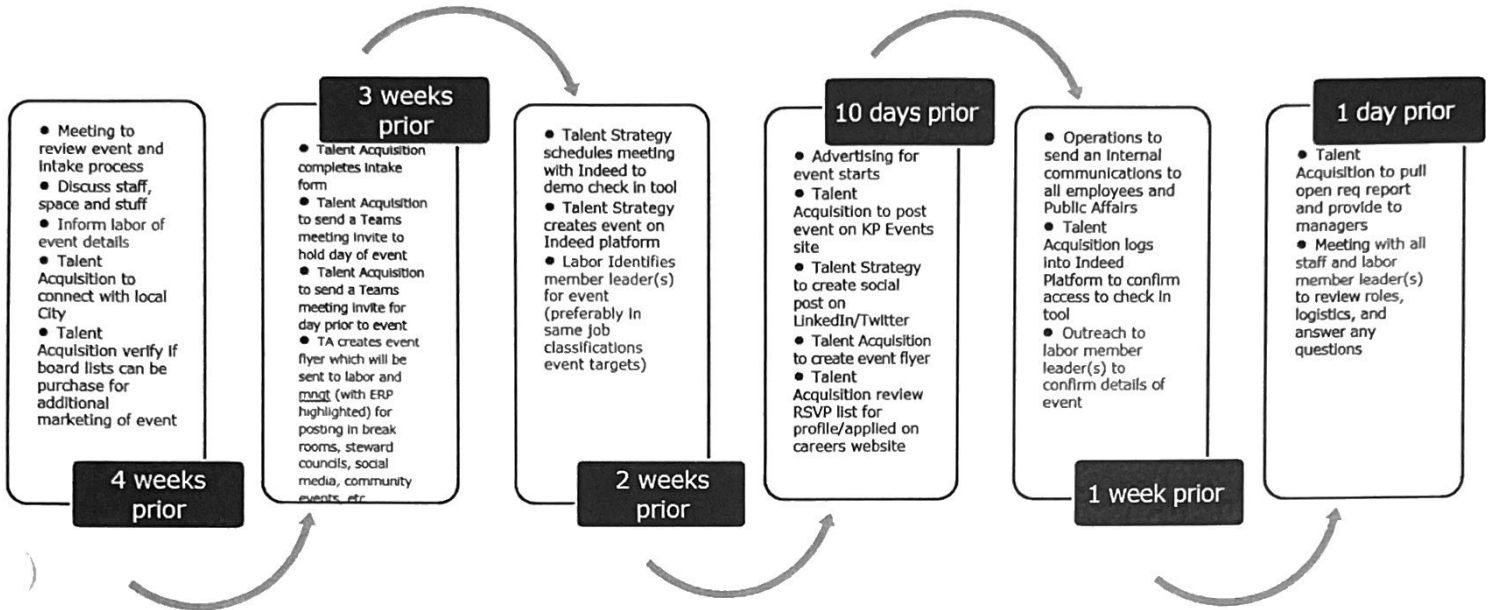 ● Meeting to
review event and
intake process
● Discuss staff,
space and stuff
● Inform labor of
event details
● Talent
Acquisition to
connect with local
City
● Talent
Acquisition verify if
board lists can be
purchase for
additional
marketing of event
4 weeks
prior
3 weeks
prior
● Talent Acquisition
completes intake
form
● Talent Acquisition
to send a Teams
meeting invite to
hold day of event
● Talent Acquisition
to send a Teams
meeting invite for
day prior to event
● TA creates event
flyer which will be
sent to labor and
mngt (with ERP
highlighted) for
posting in break
rooms, steward
councils, social
media, community
events, etc
● Talent Strategy
schedules meeting
with Indeed to
demo check in tool
● Talent Strategy
creates event on
Indeed platform
● Labor Identifies
member leader(s)
for event
(preferably in
same job
classifications
event targets)
2 weeks
prior
10 days prior
● Advertising for
event starts
● Talent
Acquisition to post
event on KP Events
site
● Talent Strategy
to create social
post on
LinkedIn/Twitter
● Talent Acquisition
to create event flyer
● Talent
Acquisition review
RSVP list for
profile/applied on
careers website
● Operations to
send an internal
communications to
all employees and
Public Affairs
● Talent
Acquisition logs
into Indeed
Platform to confirm
access to check in
tool
● Outreach to
labor member
leader(s) to
confirm details of
event
1 week prior
1 day prior
● Talent
Acquisition to pull
open req report
and provide to
managers
● Meeting with all
staff and labor
member leader(s)
to review roles,
logistics, and
answer any
questions